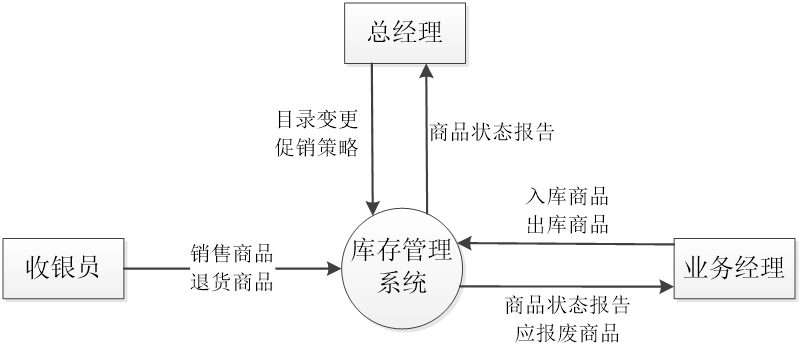 总经理
目录变更
促销策略
商品状态报告
入库商品
出库商品
收银员
销售商品
退货商品
库存管理
系统
业务经理
商品状态报告
应报废商品